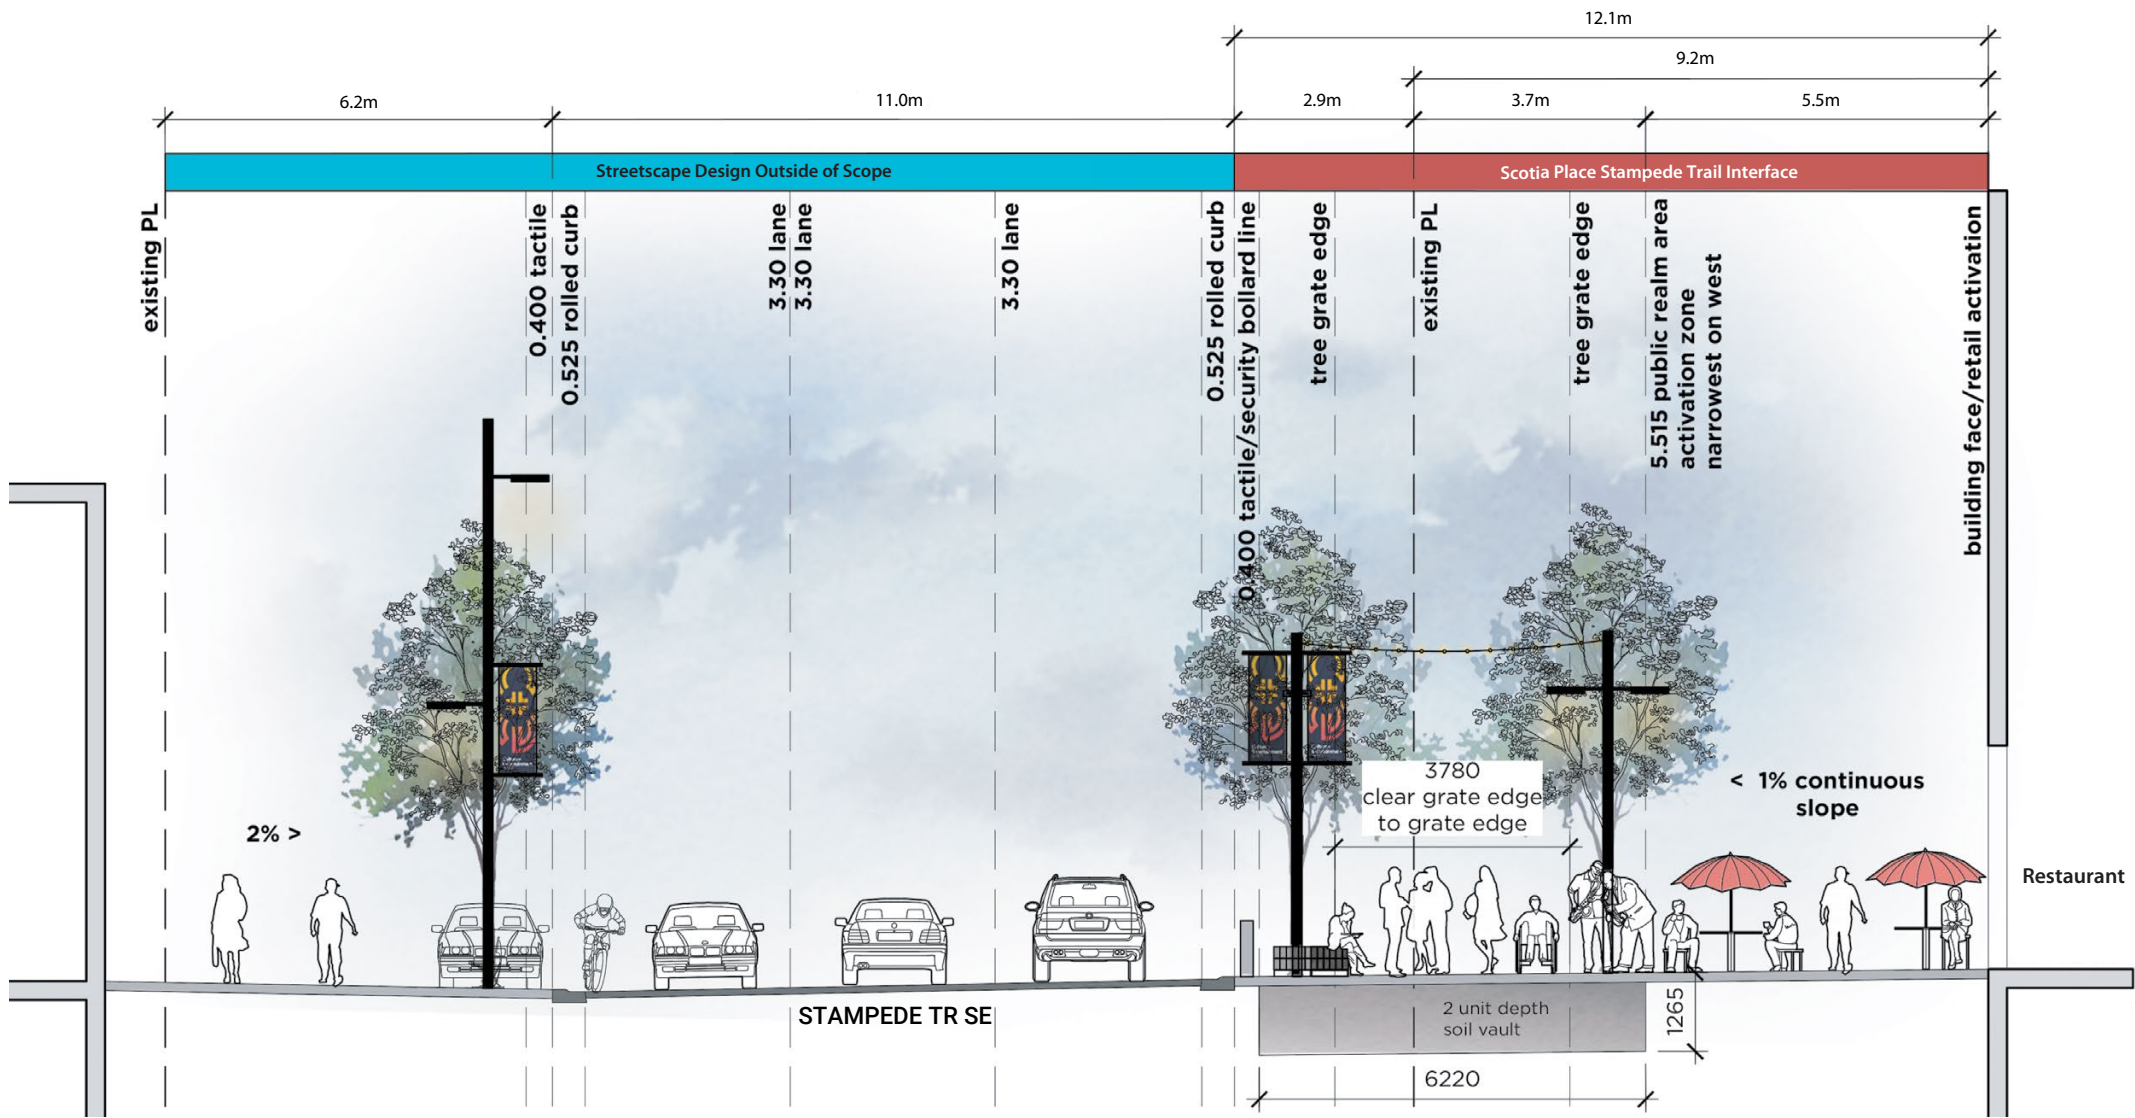 12.1m
9.2m
6.2m
11.0m
2.9m
3.7m
5.5m
Streetscape Design Outside of Scope
Scotia Place Stampede Trail Interface
existing PL
0.400 tactile
0.525 rolled curb
3.30 lane
3.30 lane
3.30 lane
0.525 rolled curb
0.400 tactile/security bollard line
tree grate edge
existing PL
tree grate edge
5.515 public realm area
activation zone
narrowest on west
building face/retail activation
3780
clear grate edge
to grate edge
< 1% continuous
slope
2% >
Restaurant
STAMPEDE TR SE
2 unit depth
soil vault
1265
6220